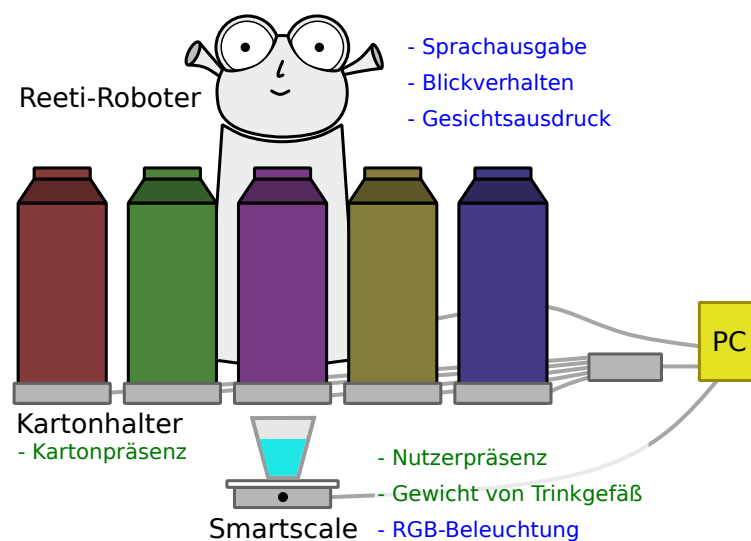 Reeti-Roboter
- Sprachausgabe
- Blickverhalten
- Gesichtsausdruck
PC
Kartonhalter
- Kartonpräsenz
- Nutzerpräsenz
- Gewicht von Trinkgefäß
- RGB-Beleuchtung
Smartscale